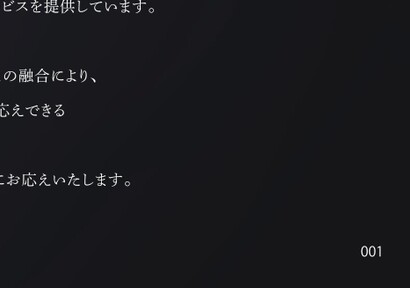 ビスを提供しています。
の融合により、
応えできる
にお応えいたします。
001